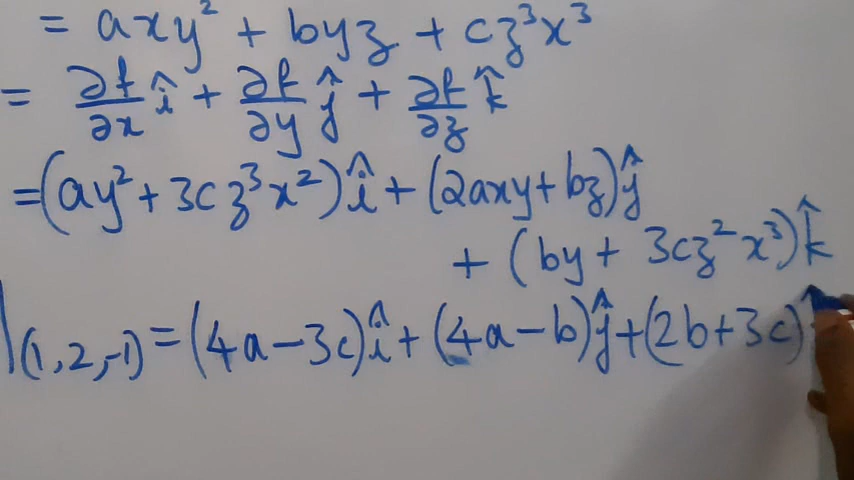 = axy² + byz + cz³x³
= ∂f/∂x î + ∂f/∂y ĵ + ∂f/∂z k̂
= (ay² + 3cz³x²)î + (2axy + bz)ĵ
+ (by + 3cz²x³)k̂
|(1,2,-1) = (4a - 3c)î + (4a - b)ĵ + (2b + 3c)